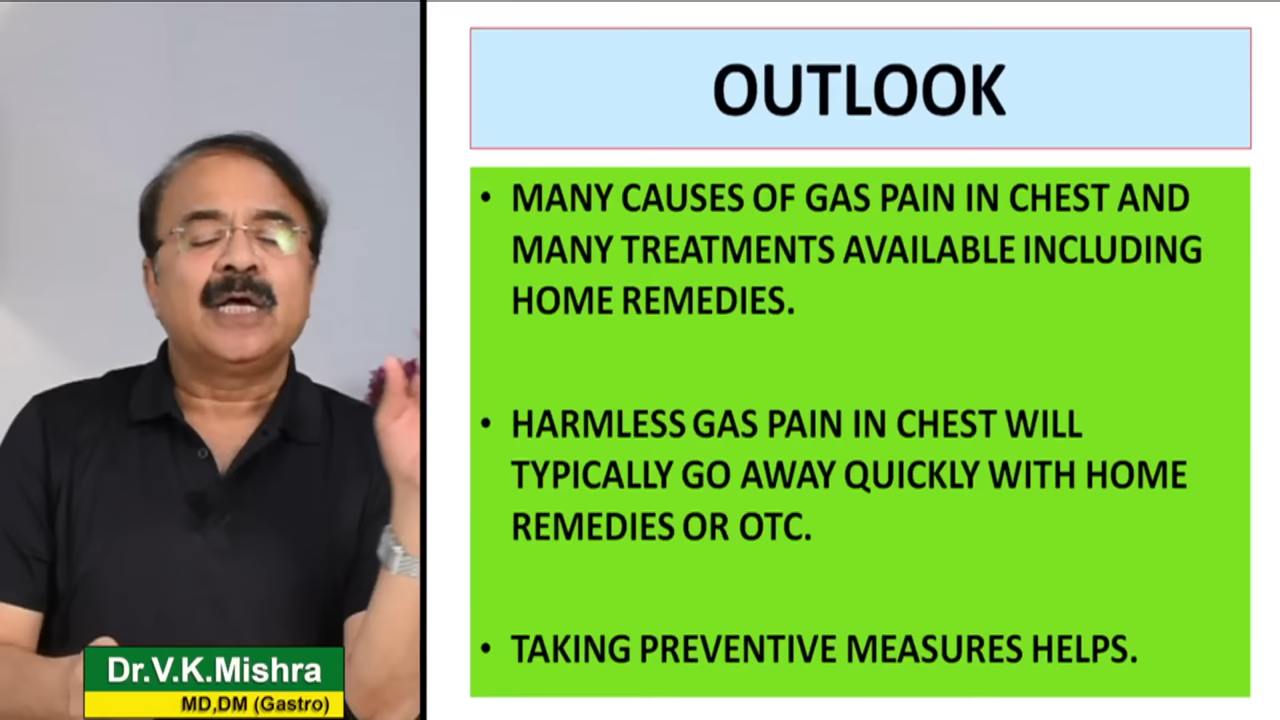 OUTLOOK
• MANY CAUSES OF GAS PAIN IN CHEST AND
MANY TREATMENTS AVAILABLE INCLUDING
HOME REMEDIES.
• HARMLESS GAS PAIN IN CHEST WILL
TYPICALLY GO AWAY QUICKLY WITH HOME
REMEDIES OR OTC.
• TAKING PREVENTIVE MEASURES HELPS.
Dr.V.K.Mishra
MD,DM (Gastro)